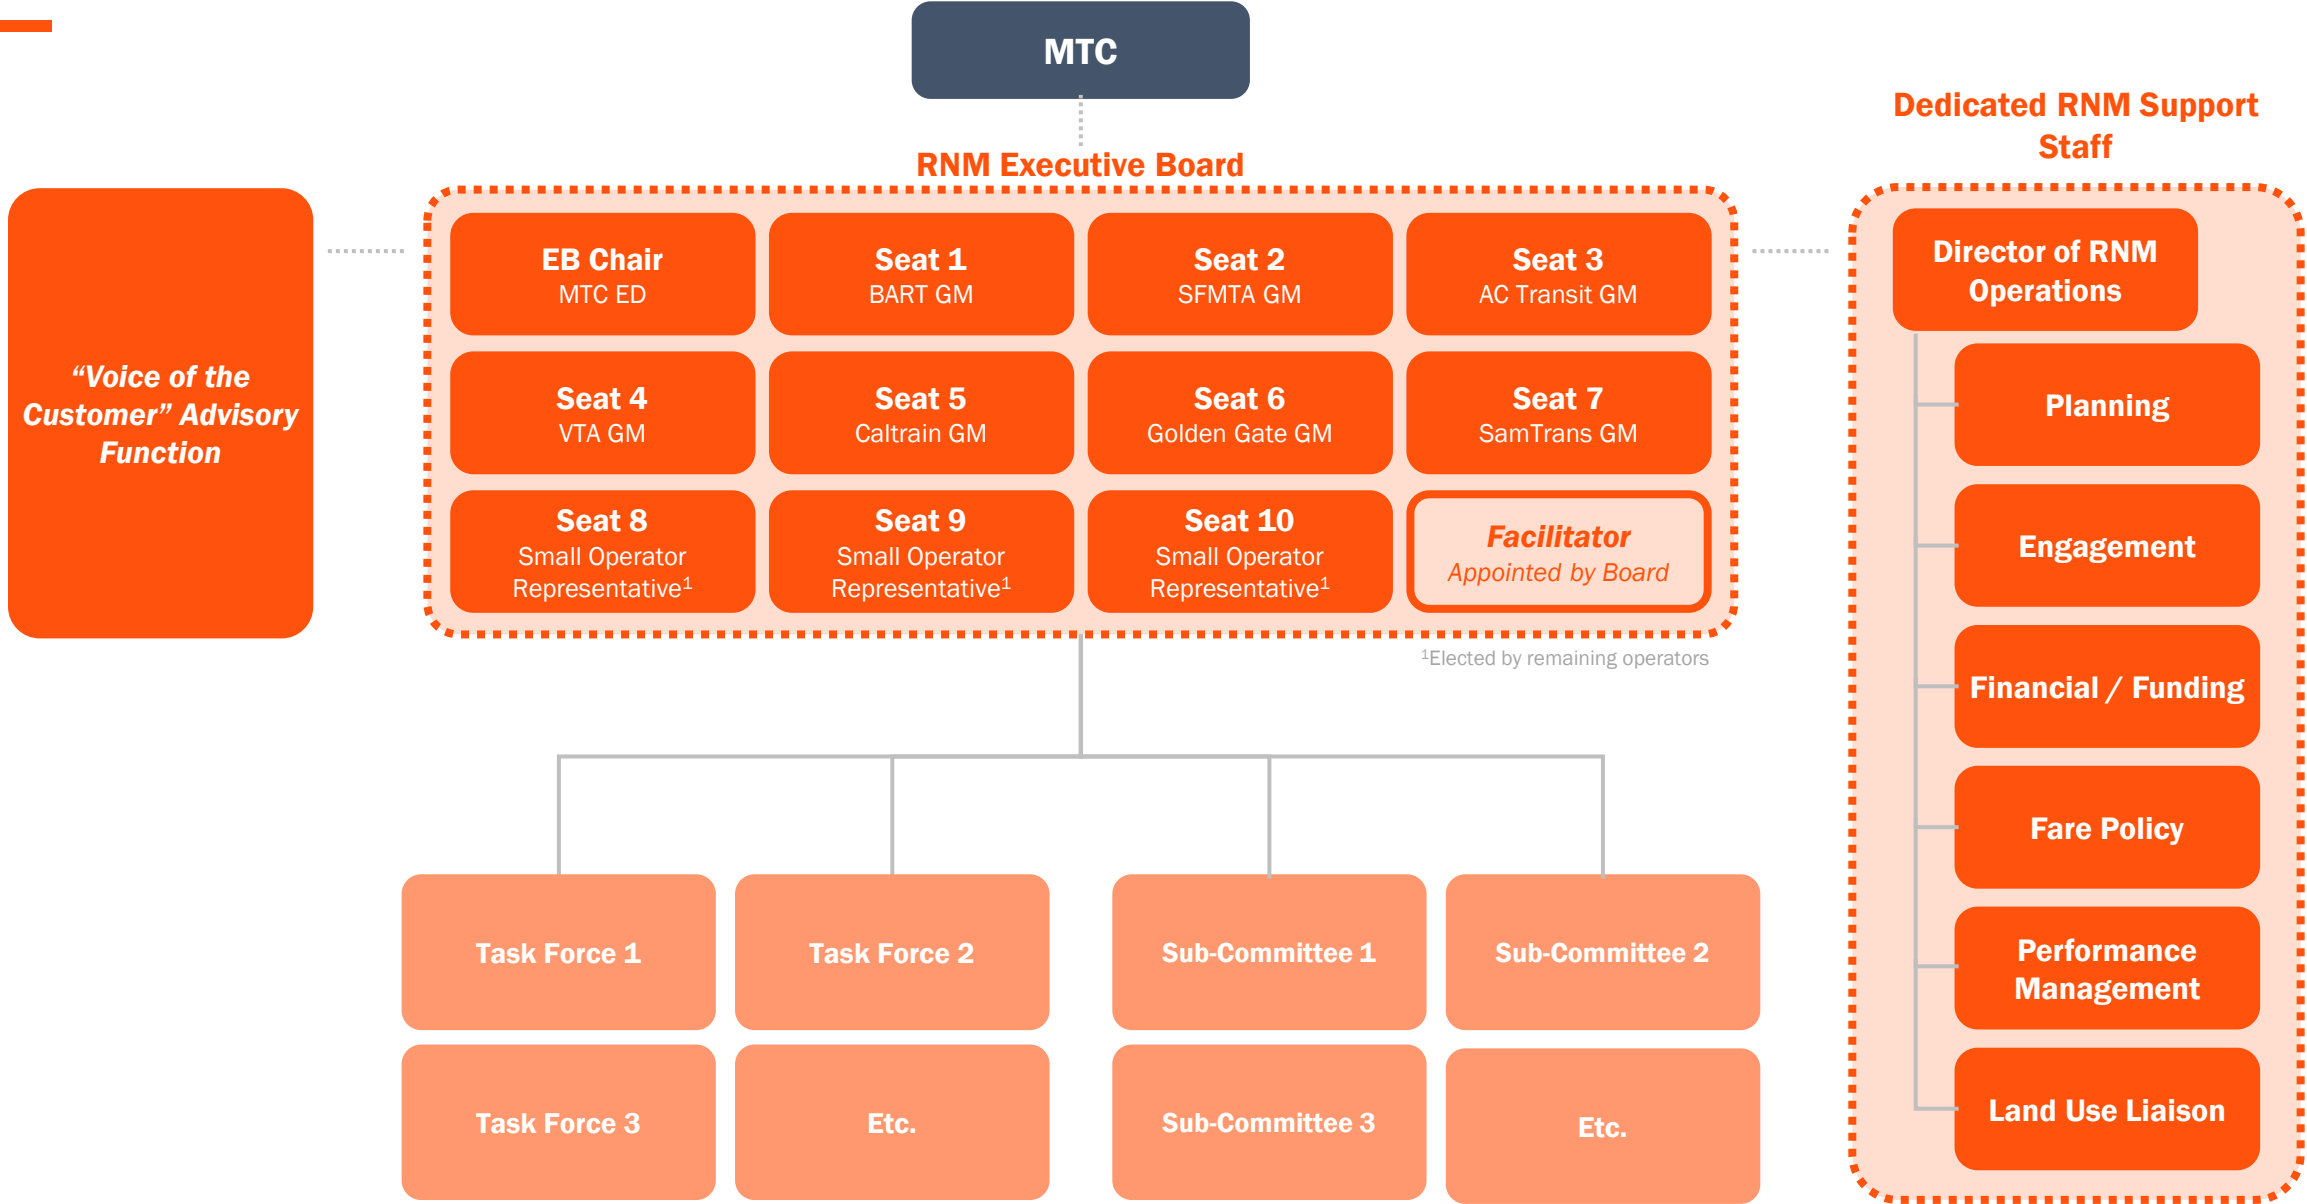 MTC
Dedicated RNM Support
Staff
RNM Executive Board
“Voice of the
Customer” Advisory
Function
EB Chair
MTC ED
Seat 1
BART GM
Seat 2
SFMTA GM
Seat 3
AC Transit GM
Seat 4
VTA GM
Seat 5
Caltrain GM
Seat 6
Golden Gate GM
Seat 7
SamTrans GM
Seat 8
Small Operator
Representative¹
Seat 9
Small Operator
Representative¹
Seat 10
Small Operator
Representative¹
Facilitator
Appointed by Board
¹Elected by remaining operators
Director of RNM
Operations
Planning
Engagement
Financial / Funding
Fare Policy
Performance
Management
Land Use Liaison
Task Force 1
Task Force 2
Sub-Committee 1
Sub-Committee 2
Task Force 3
Etc.
Sub-Committee 3
Etc.